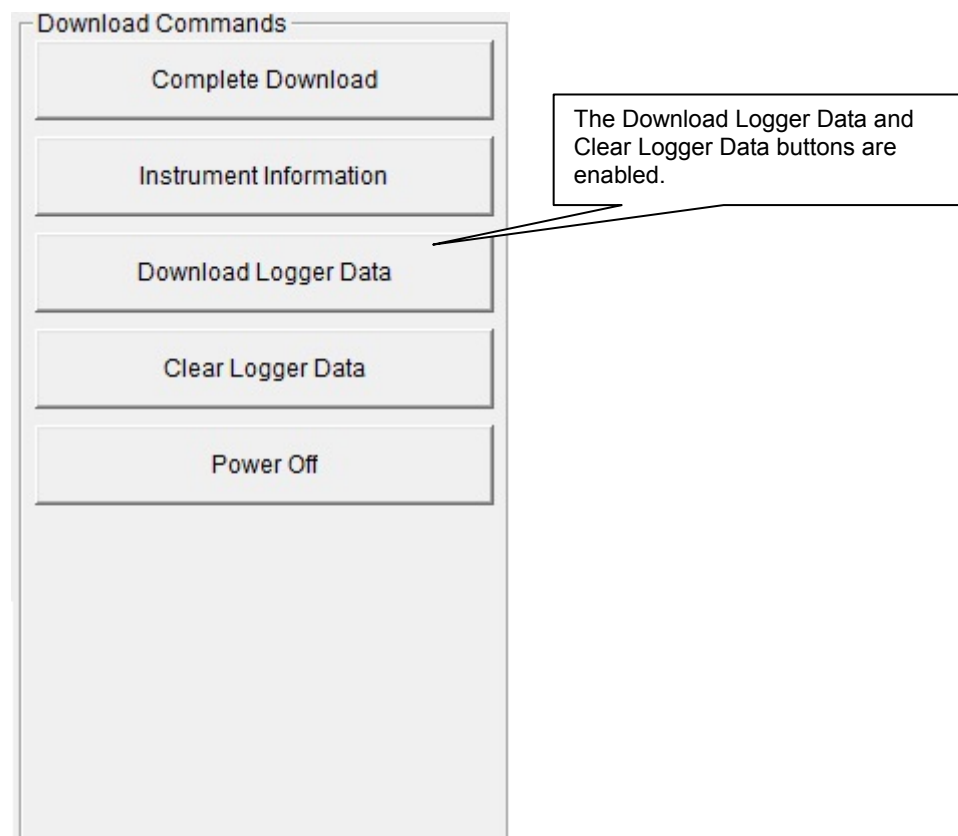 Download Commands
Complete Download
The Download Logger Data and
Clear Logger Data buttons are
enabled.
Instrument Information
Download Logger Data
Clear Logger Data
Power Off